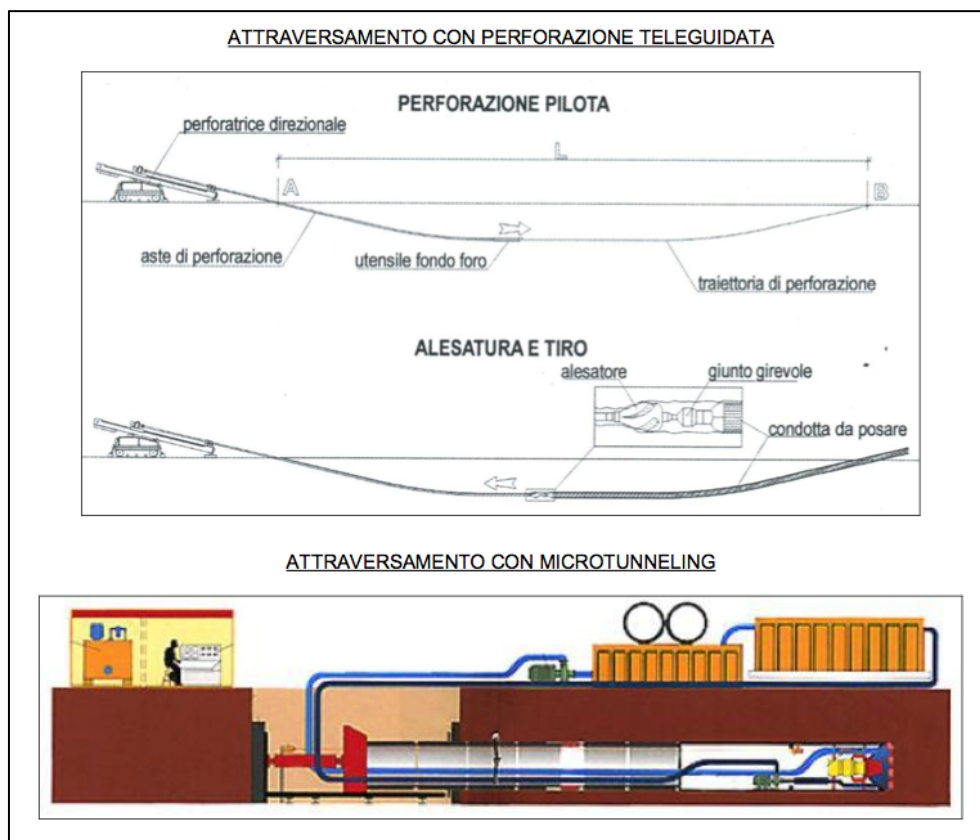 ATTRAVERSAMENTO CON PERFORAZIONE TELEGUIDATA
PERFORAZIONE PILOTA
perforatrice direzionale
L
A
B
aste di perforazione
utensile fondo foro
traiettoria di perforazione
ALESATURA E TIRO
alesatore
giunto girevole
condotta da posare
ATTRAVERSAMENTO CON MICROTUNNELING